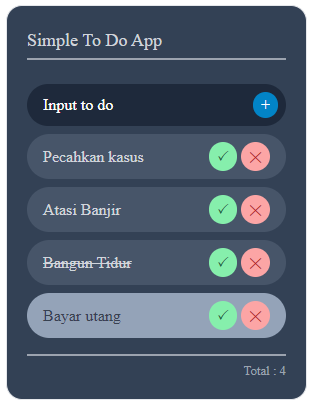 Simple To Do App
Input to do
+
Pecahkan kasus ✓ ×
Atasi Banjir ✓ ×
Bangun Tidur ✓ ×
Bayar utang ✓ ×
Total : 4